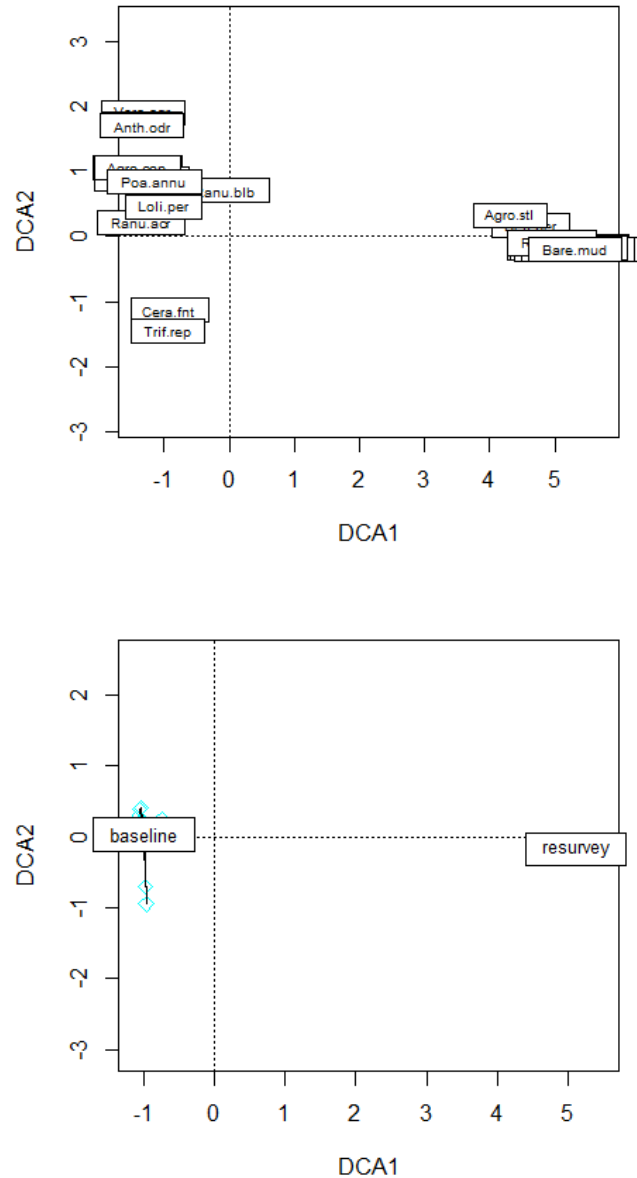 3
2
Anth.odr
1
Poa.annu
Loli.per
Agro.stl
DCA2
0
Ranu.acr
Bare.mud
-1
Cera.fnt
Trif.rep
-2
-3
-1 0 1 2 3 4 5
DCA1
2
1
DCA2
0
baseline
resurvey
-1
-2
-3
-1 0 1 2 3 4 5
DCA1